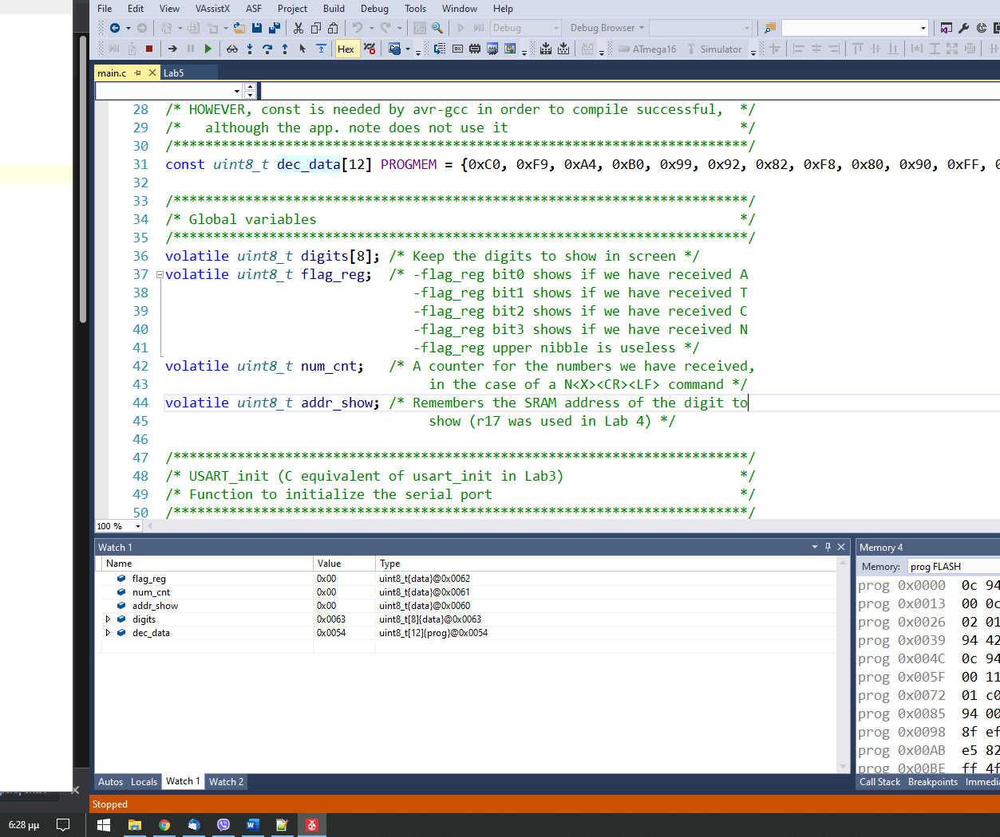 File Edit View VAssistX ASF Project Build Debug Tools Window Help
Debug Debug Browser
Hex ATmega16 Simulator
main.c Lab5
28 /* HOWEVER, const is needed by avr-gcc in order to compile successful, */
29 /* although the app. note does not use it */
30 /************************************************************************/
31 const uint8_t dec_data[12] PROGMEM = {0xC0, 0xF9, 0xA4, 0xB0, 0x99, 0x92, 0x82, 0xF8, 0x80, 0x90, 0xFF, 0
32
33 /************************************************************************/
34 /* Global variables */
35 /************************************************************************/
36 volatile uint8_t digits[8]; /* Keep the digits to show in screen */
37 volatile uint8_t flag_reg; /* -flag_reg bit0 shows if we have received A
38 -flag_reg bit1 shows if we have received T
39 -flag_reg bit2 shows if we have received C
40 -flag_reg bit3 shows if we have received N
41 -flag_reg upper nibble is useless */
42 volatile uint8_t num_cnt; /* A counter for the numbers we have received,
43 in the case of a N<X><CR><LF> command */
44 volatile uint8_t addr_show; /* Remembers the SRAM address of the digit to
45 show (r17 was used in Lab 4) */
46
47 /************************************************************************/
48 /* USART_init (C equivalent of usart_init in Lab3) */
49 /* Function to initialize the serial port */
50 /************************************************************************/
100 %
Watch 1
Name Value Type
flag_reg 0x00 uint8_t{data}@0x0062
num_cnt 0x00 uint8_t{data}@0x0061
addr_show 0x00 uint8_t{data}@0x0060
digits 0x0063 uint8_t[8]{data}@0x0063
dec_data 0x0054 uint8_t[12]{prog}@0x0054
Autos Locals Watch 1 Watch 2
Memory 4
Memory: prog FLASH
prog 0x0000 0c 94
prog 0x0013 00 0c
prog 0x0026 02 01
prog 0x0039 94 42
prog 0x004C 0c 94
prog 0x005F 00 11
prog 0x0072 01 c0
prog 0x0085 94 00
prog 0x0098 8f ef
prog 0x00AB e5 82
prog 0x00BE ff 4f
Call Stack Breakpoints Immedia
Stopped
6:28 μμ